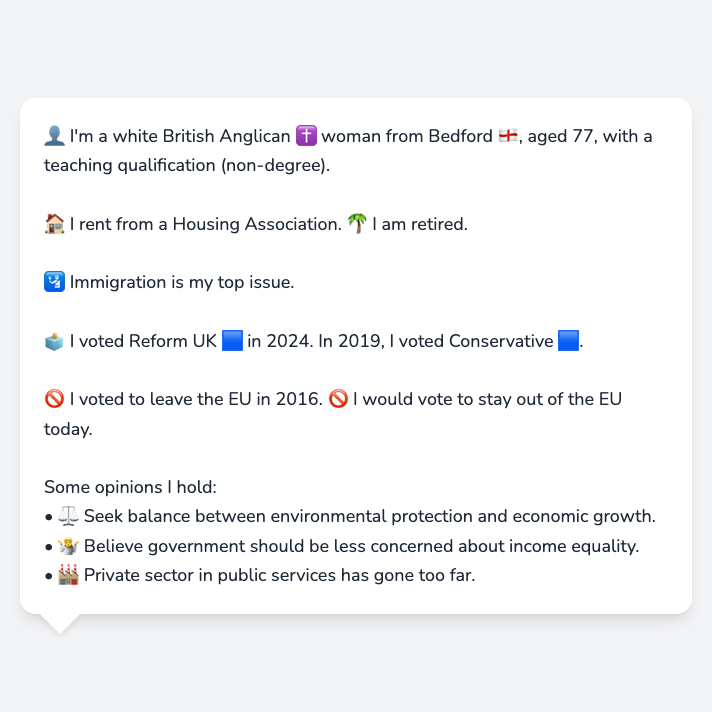 👤 I'm a white British Anglican ✝️ woman from Bedford 🏴󠁧󠁢󠁥󠁮󠁧󠁿, aged 77, with a
teaching qualification (non-degree).
🏠 I rent from a Housing Association. 🌴 I am retired.
🛂 Immigration is my top issue.
🗳️ I voted Reform UK 🟦 in 2024. In 2019, I voted Conservative 🟦.
🚫 I voted to leave the EU in 2016. 🚫 I would vote to stay out of the EU
today.
Some opinions I hold:
• ⚖️ Seek balance between environmental protection and economic growth.
• 🤷 Believe government should be less concerned about income equality.
• 🏭 Private sector in public services has gone too far.